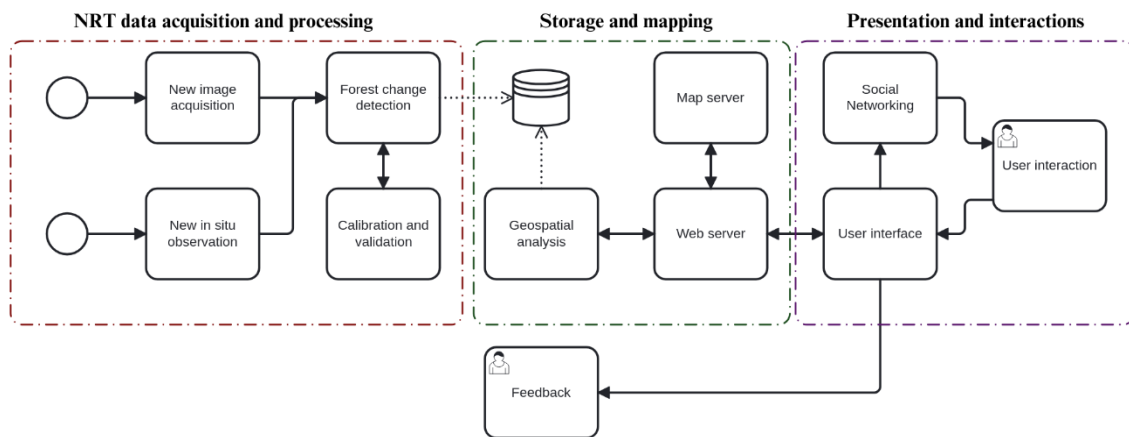 NRT data acquisition and processing
Storage and mapping
Presentation and interactions
New image
acquisition
Forest change
detection
Map server
Social
Networking
User interaction
New in situ
observation
Calibration and
validation
Geospatial
analysis
Web server
User interface
Feedback